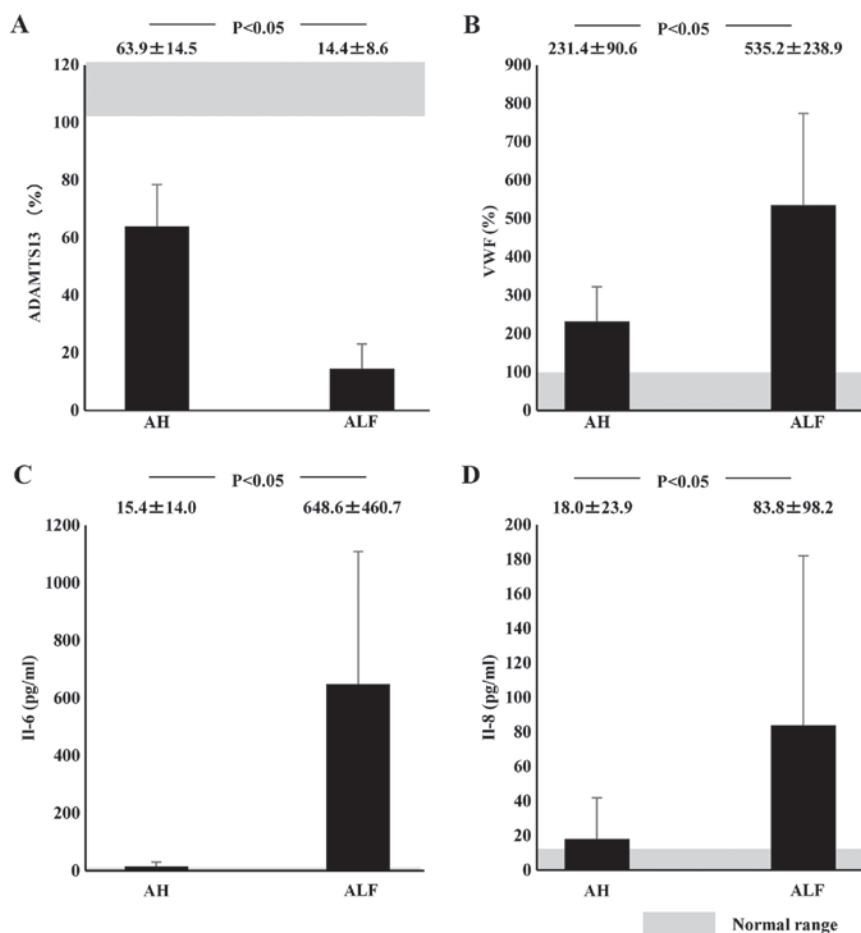 A
P<0.05
63.9±14.5 14.4±8.6
120
100
80
60
40
20
0
ADAMTS13 (%)
AH ALF
B
P<0.05
231.4±90.6 535.2±238.9
900
800
700
600
500
400
300
200
100
0
VWF (%)
AH ALF
C
P<0.05
15.4±14.0 648.6±460.7
1200
1000
800
600
400
200
0
Il-6 (pg/ml)
AH ALF
D
P<0.05
18.0±23.9 83.8±98.2
200
180
160
140
120
100
80
60
40
20
0
Il-8 (pg/ml)
AH ALF
Normal range